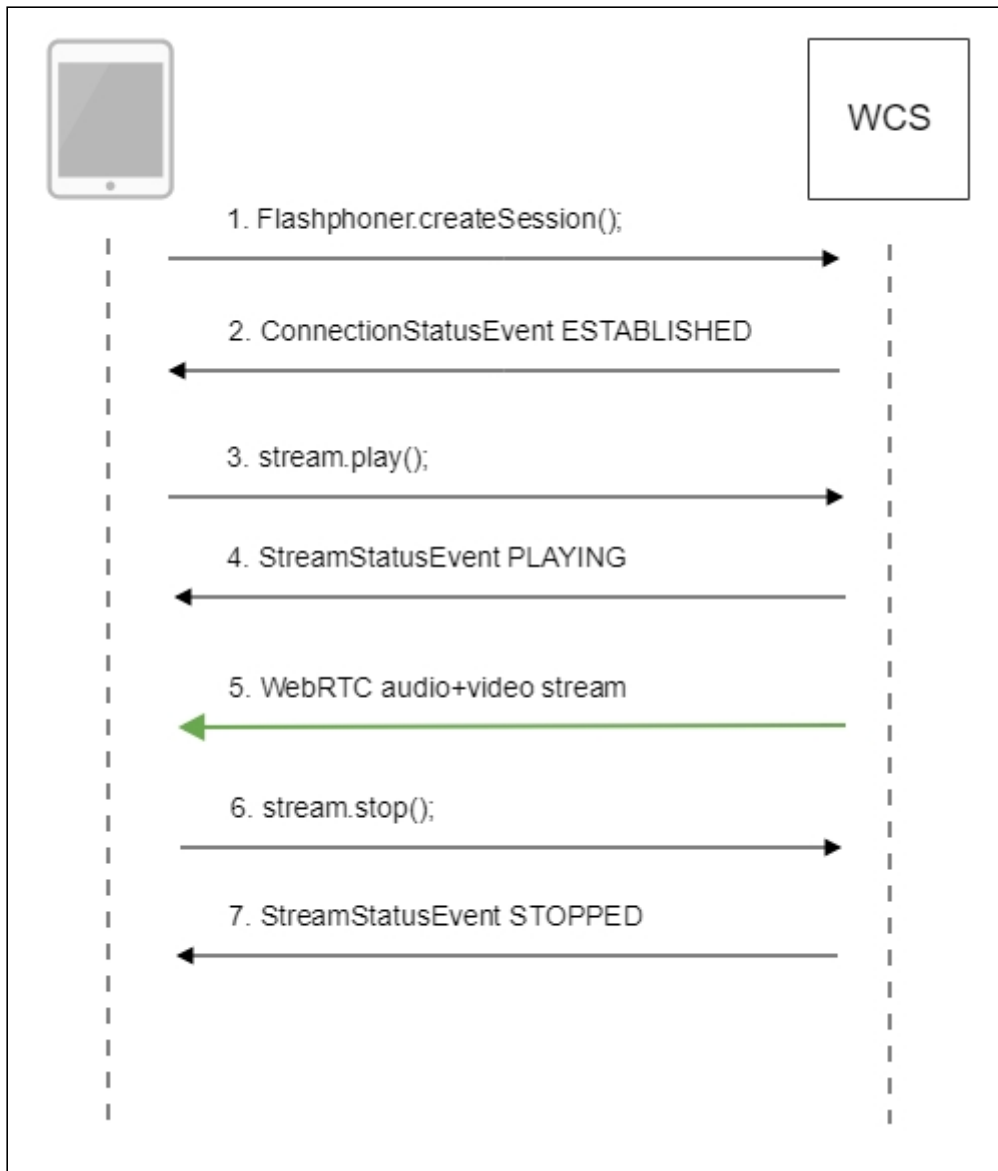 WCS
1. Flashphoner.createSession();
2. ConnectionStatusEvent ESTABLISHED
3. stream.play();
4. StreamStatusEvent PLAYING
5. WebRTC audio+video stream
6. stream.stop();
7. StreamStatusEvent STOPPED